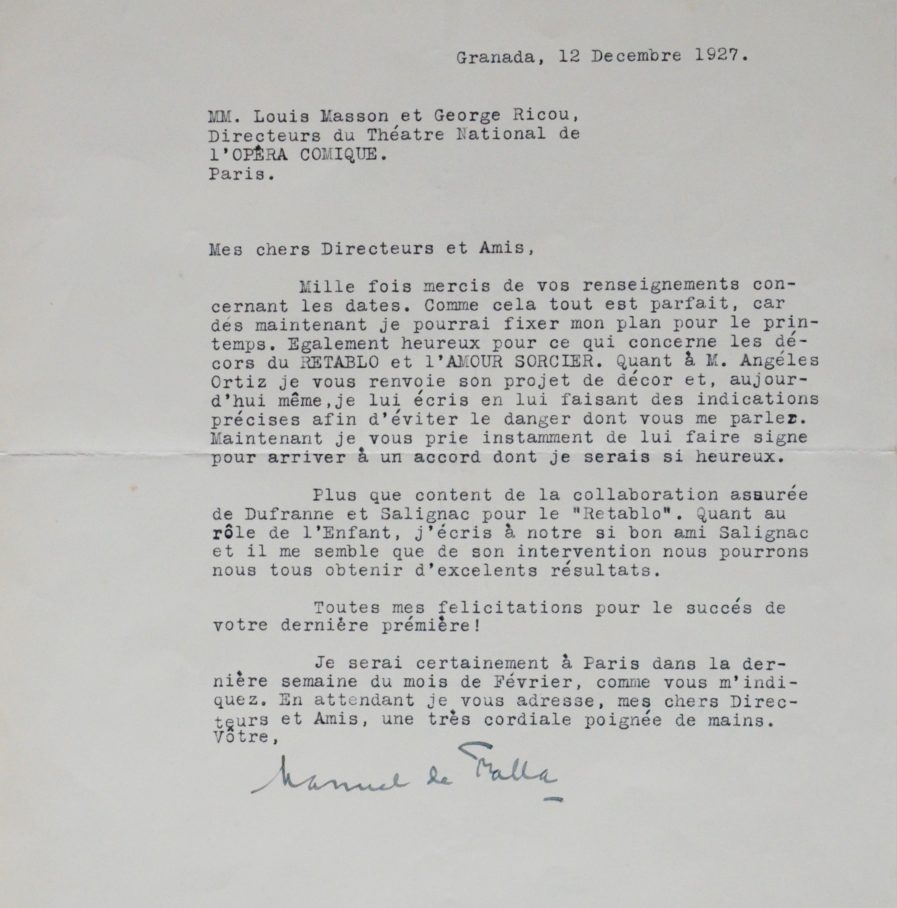 Granada, 12 Decembre 1927.
MM. Louis Masson et George Ricou,
Directeurs du Théatre National de
l'OPÈRA COMIQUE.
Paris.
Mes chers Directeurs et Amis,
Mille fois mercis de vos renseignements con-
cernant les dates. Comme cela tout est parfait, car
dés maintenant je pourrai fixer mon plan pour le prin-
temps. Egalement heureux pour ce qui concerne les dé-
cors du RETABLO et l'AMOUR SORCIER. Quant à M. Angéles
Ortiz je vous renvoie son projet de décor et, aujour-
d'hui même,je lui écris en lui faisant des indications
précises afin d'éviter le danger dont vous me parlez.
Maintenant je vous prie instamment de lui faire signe
pour arriver à un accord dont je serais si heureux.
Plus que content de la collaboration assurée
de Dufranne et Salignac pour le "Retablo". Quant au
rôle de l'Enfant, j'écris à notre si bon ami Salignac
et il me semble que de son intervention nous pourrons
nous tous obtenir d'excelents résultats.
Toutes mes felicitations pour le succés de
votre dernière prémière!
Je serai certainement à Paris dans la der-
nière semaine du mois de Février, comme vous m'indi-
quez. En attendant je vous adresse, mes chers Direc-
teurs et Amis, une très cordiale poignée de mains.
Vôtre,
Manuel de Falla